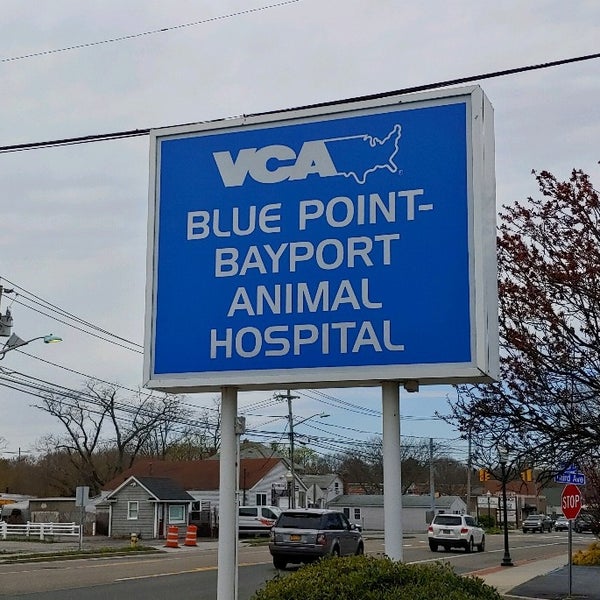 VCA
BLUE POINT-
BAYPORT
ANIMAL
HOSPITAL
STOP